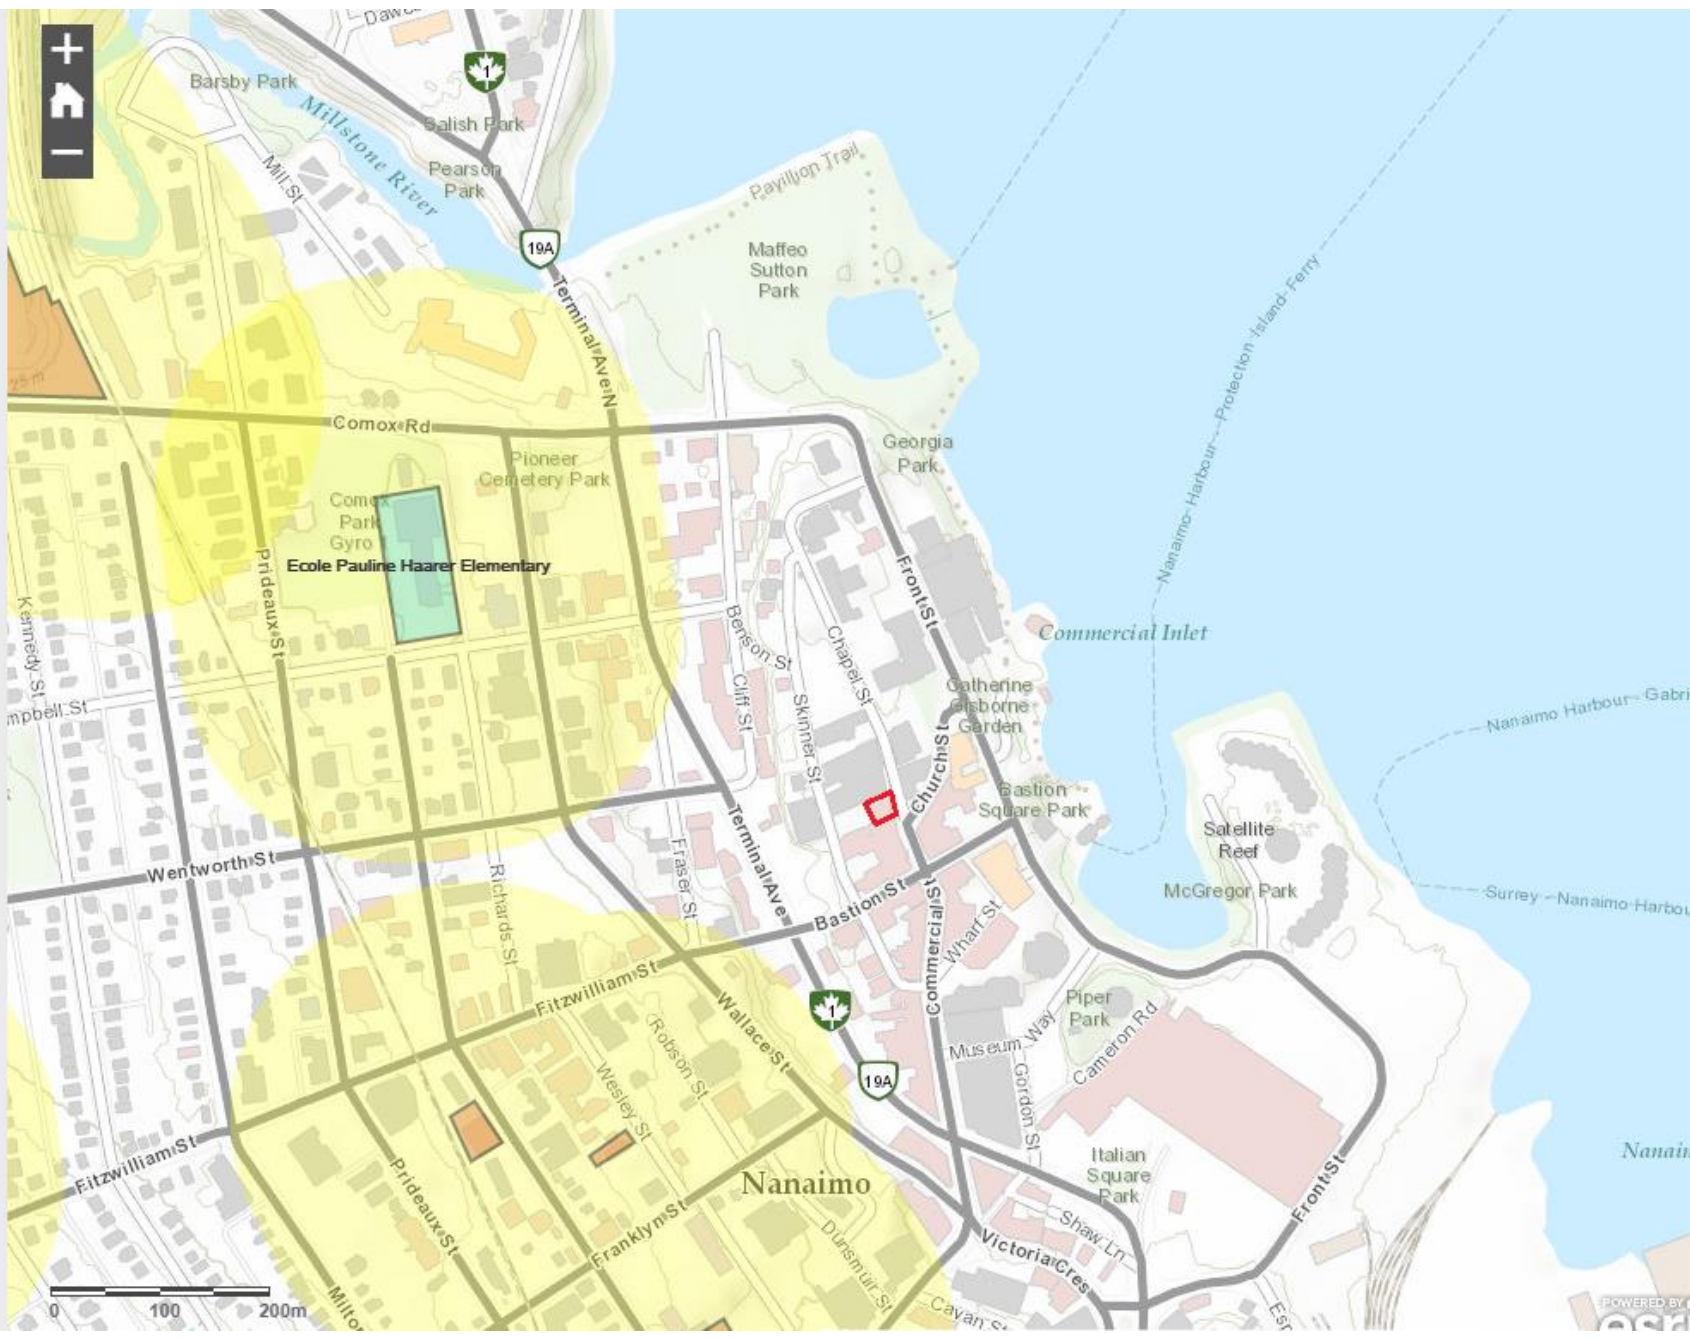 Barsby Park
Millstone River
Mill St
1
Salish Park
Pearson
Park
19A
Pavillion Trail
Maffeo
Sutton
Park
Terminal Ave N
Nanaimo Harbour - Protection Island Ferry
Comox Rd
Pioneer
Cemetery Park
Georgia
Park
Comox
Park
Gyro
Ecole Pauline Haarer Elementary
Prideaux St
Kennedy St
Front St
Commercial Inlet
Benson St
Chapel St
Cliff St
Skinner St
Catherine
Gisborne
Garden
Church St
Nanaimo Harbour
Bastion
Square Park
Satellite
Reef
McGregor Park
Surrey - Nanaimo
Wentworth St
Richards St
Fraser St
Terminal Ave
Bastion St
Commercial St
Wharf St
Fitzwilliam St
Wallace St
1
Piper
Park
Museum Way
Cameron Rd
19A
Gordon St
Robson St
Wesley St
Fitzwilliam St
Prideaux St
Nanaimo
Italian
Square
Park
Front St
Franklyn St
Dunsmuir St
Shaw Ln
Victoria Cres
0 100 200m
POWERED BY
esri